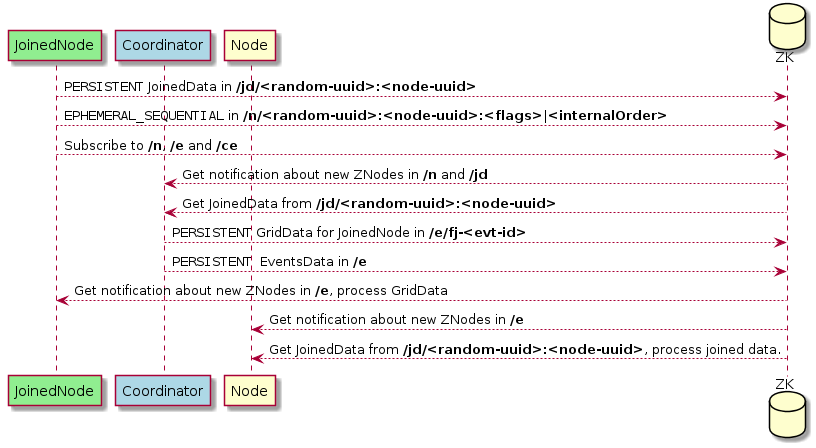 JoinedNode Coordinator Node ZK
PERSISTENT JoinedData in /jd/<random-uuid>:<node-uuid>
EPHEMERAL_SEQUENTIAL in /n/<random-uuid>:<node-uuid>:<flags>|<internalOrder>
Subscribe to /n, /e and /ce
Get notification about new ZNodes in /n and /jd
Get JoinedData from /jd/<random-uuid>:<node-uuid>
PERSISTENT GridData for JoinedNode in /e/fj-<evt-id>
PERSISTENT EventsData in /e
Get notification about new ZNodes in /e, process GridData
Get notification about new ZNodes in /e
Get JoinedData from /jd/<random-uuid>:<node-uuid>, process joined data.
JoinedNode Coordinator Node ZK